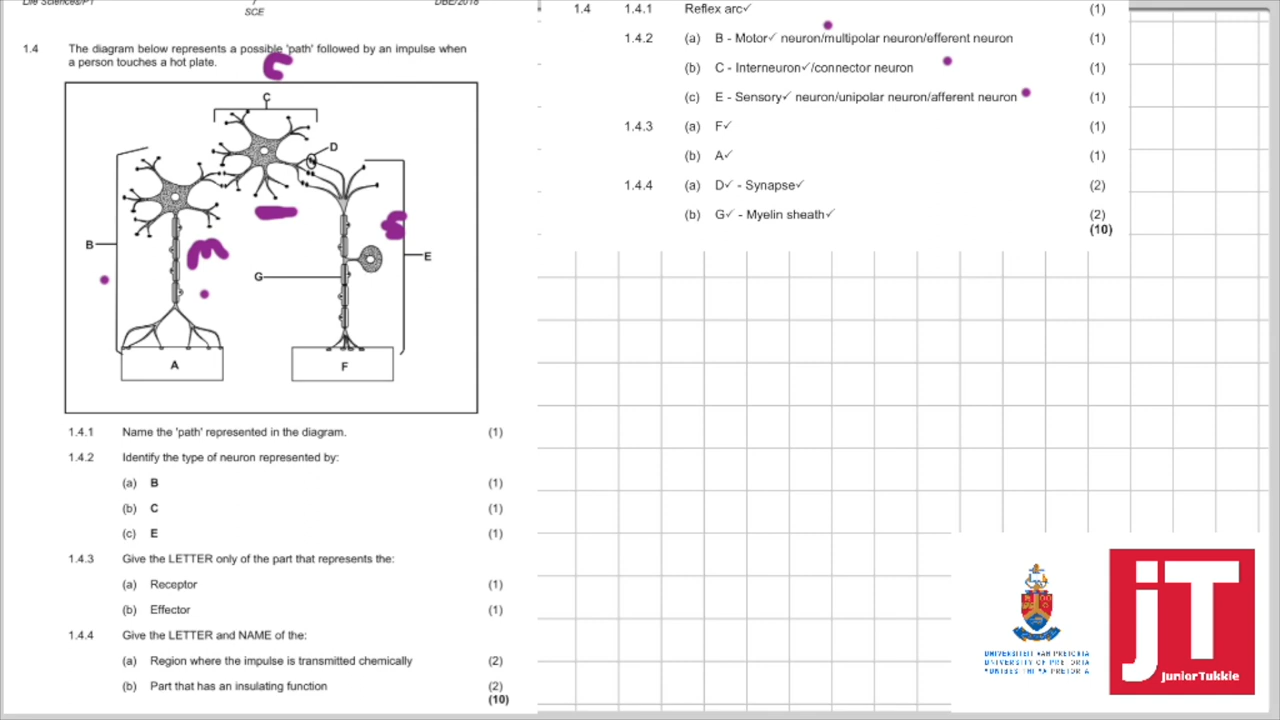 Life Sciences/P1 7 DBE/2018
SCE
1.4 The diagram below represents a possible 'path' followed by an impulse when
a person touches a hot plate.
C
D
B
E
G
A
F
1.4.1 Name the 'path' represented in the diagram. (1)
1.4.2 Identify the type of neuron represented by:
(a) B (1)
(b) C (1)
(c) E (1)
1.4.3 Give the LETTER only of the part that represents the:
(a) Receptor (1)
(b) Effector (1)
1.4.4 Give the LETTER and NAME of the:
(a) Region where the impulse is transmitted chemically (2)
(b) Part that has an insulating function (2)
(10)
1.4 1.4.1 Reflex arc✓ (1)
1.4.2 (a) B - Motor✓ neuron/multipolar neuron/efferent neuron (1)
(b) C - Interneuron✓/connector neuron (1)
(c) E - Sensory✓ neuron/unipolar neuron/afferent neuron (1)
1.4.3 (a) F✓ (1)
(b) A✓ (1)
1.4.4 (a) D✓ - Synapse✓ (2)
(b) G✓ - Myelin sheath✓ (2)
(10)
UNIVERSITEIT VAN PRETORIA
UNIVERSITY OF PRETORIA
YUNIBESITHI YA PRETORIA
jT
JuniorTukkie